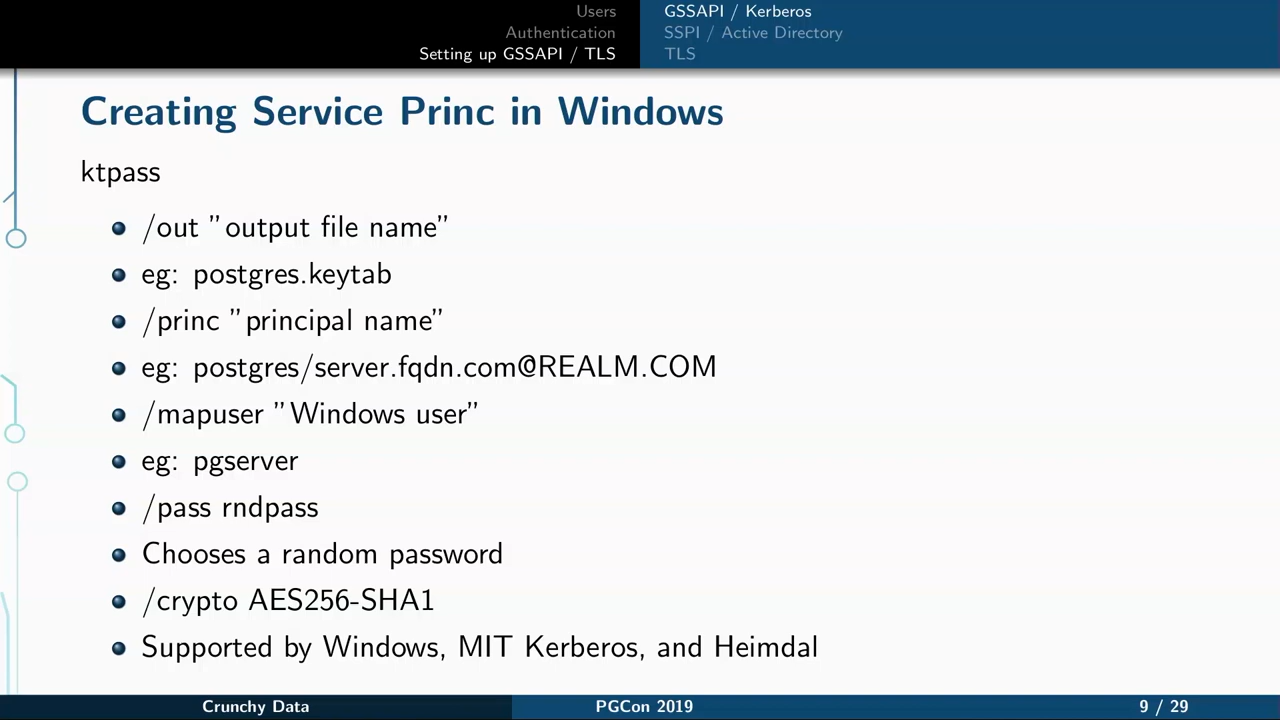 Users
Authentication
Setting up GSSAPI / TLS
GSSAPI / Kerberos
SSPI / Active Directory
TLS
Creating Service Princ in Windows
ktpass
/out ”output file name”
eg: postgres.keytab
/princ ”principal name”
eg: postgres/server.fqdn.com@REALM.COM
/mapuser ”Windows user”
eg: pgserver
/pass rndpass
Chooses a random password
/crypto AES256-SHA1
Supported by Windows, MIT Kerberos, and Heimdal
Crunchy Data
PGCon 2019
9 / 29